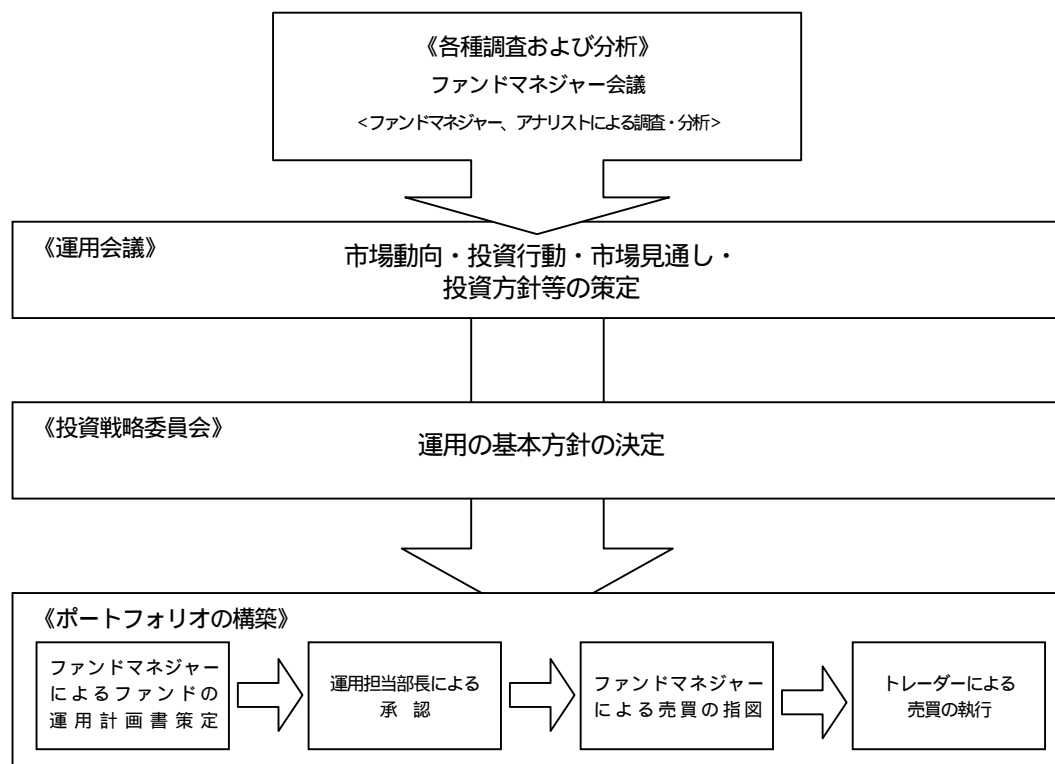 《各種調査および分析》
ファンドマネジャー会議
<ファンドマネジャー、アナリストによる調査・分析>
《運用会議》
市場動向・投資行動・市場見通し・
投資方針等の策定
《投資戦略委員会》
運用の基本方針の決定
《ポートフォリオの構築》
ファンドマネジャー
によるファンドの
運用計画書策定
運用担当部長による
承 認
ファンドマネジャー
による売買の指図
トレーダーによる
売買の執行